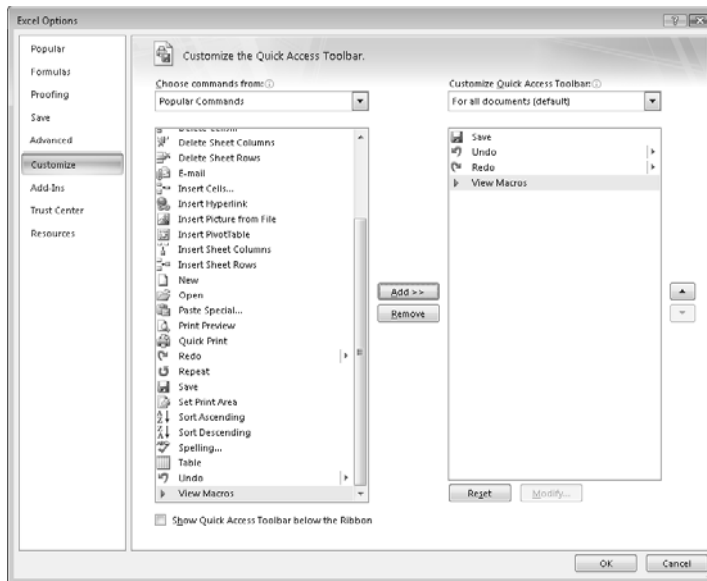 Excel Options
Popular
Formulas
Proofing
Save
Advanced
Customize
Add-Ins
Trust Center
Resources
Customize the Quick Access Toolbar.
Choose commands from:
Popular Commands
Delete Cells...
Delete Sheet Columns
Delete Sheet Rows
E-mail
Insert Cells...
Insert Hyperlink
Insert Picture from File
Insert PivotTable
Insert Sheet Columns
Insert Sheet Rows
New
Open
Paste Special...
Print Preview
Quick Print
Redo
Repeat
Save
Set Print Area
Sort Ascending
Sort Descending
Spelling...
Table
Undo
View Macros
Show Quick Access Toolbar below the Ribbon
Add >>
Remove
Customize Quick Access Toolbar:
For all documents (default)
Save
Undo
Redo
View Macros
Reset
Modify...
OK
Cancel